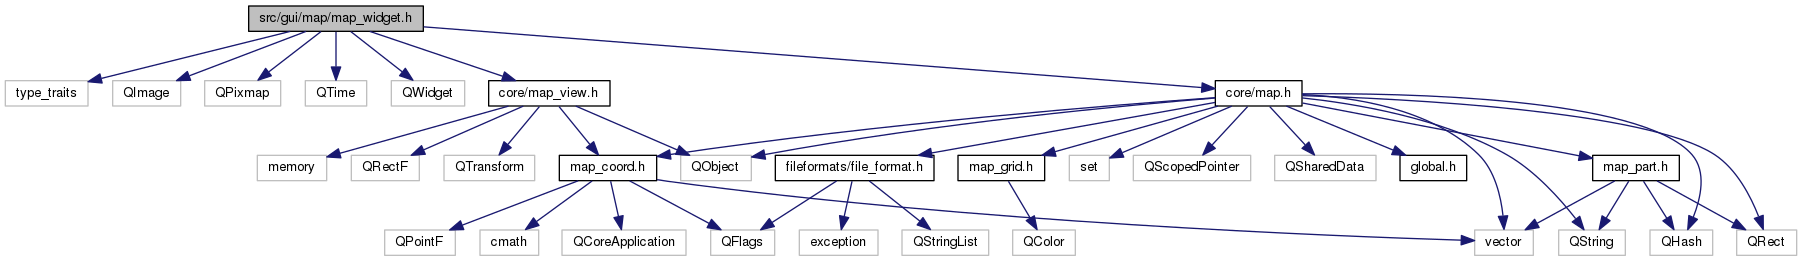 src/gui/map/map_widget.h
type_traits
QImage
QPixmap
QTime
QWidget
core/map_view.h
core/map.h
memory
QRectF
QTransform
map_coord.h
QObject
fileformats/file_format.h
map_grid.h
set
QScopedPointer
QSharedData
global.h
map_part.h
QPointF
cmath
QCoreApplication
QFlags
exception
QStringList
QColor
vector
QString
QHash
QRect